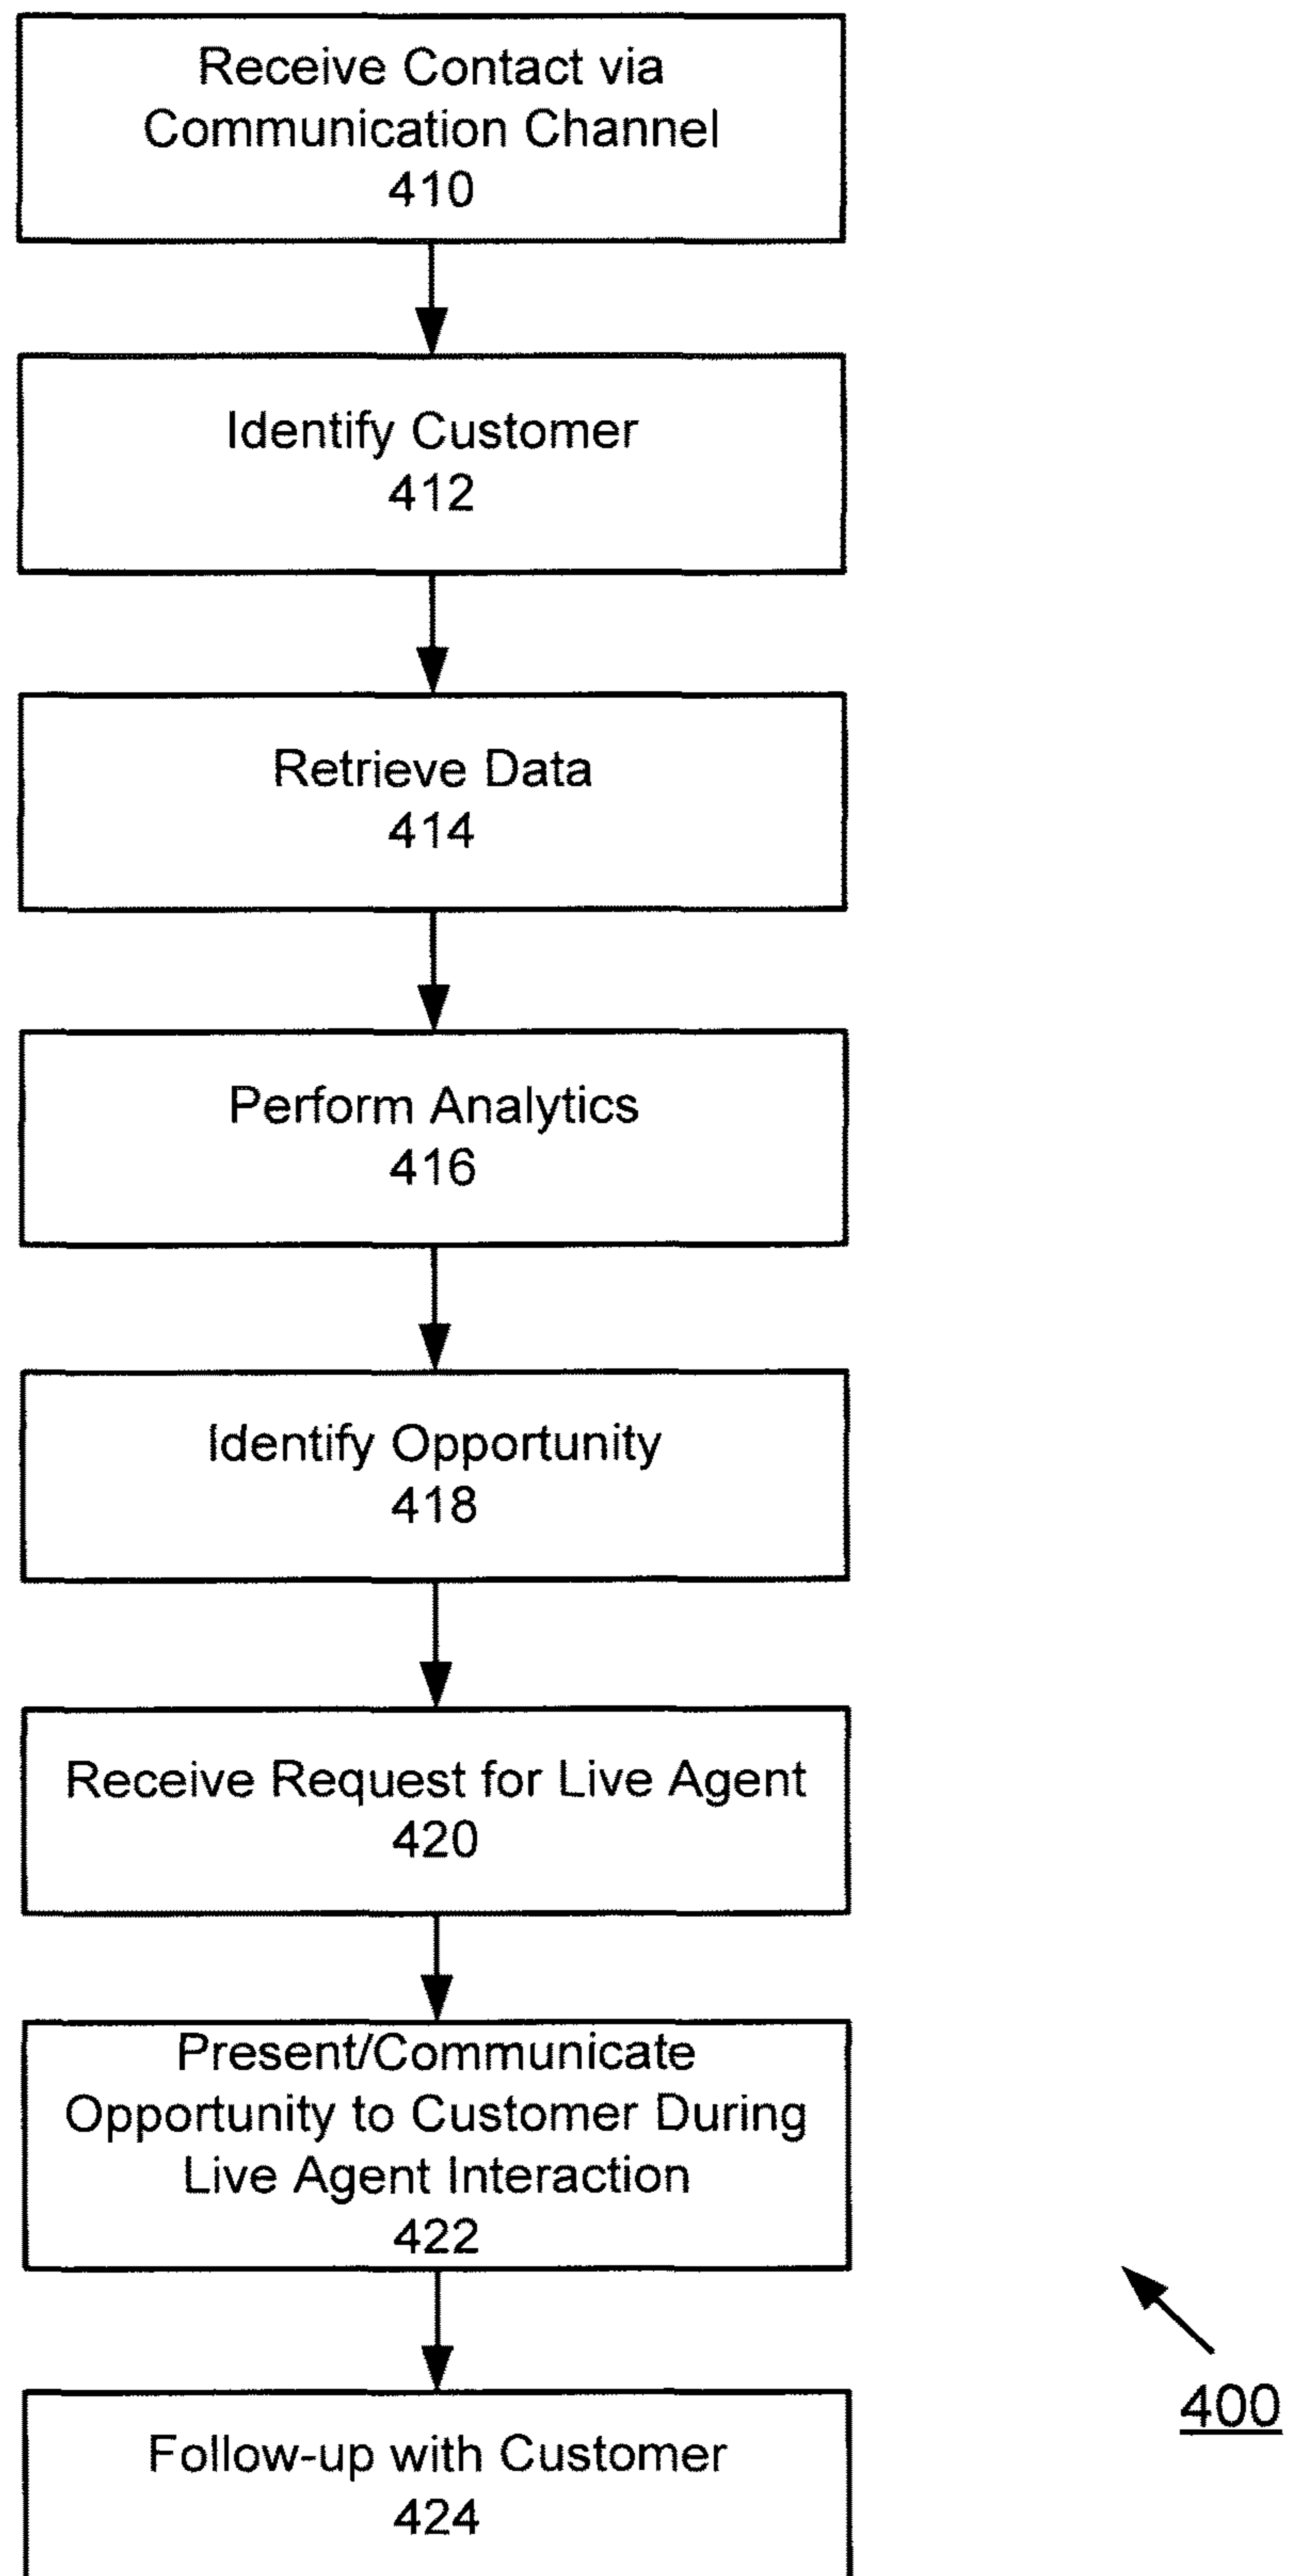 Receive Contact via
Communication Channel
410
Identify Customer
412
Retrieve Data
414
Perform Analytics
416
Identify Opportunity
418
Receive Request for Live Agent
420
Present/Communicate
Opportunity to Customer During
Live Agent Interaction
422
400
Follow-up with Customer
424